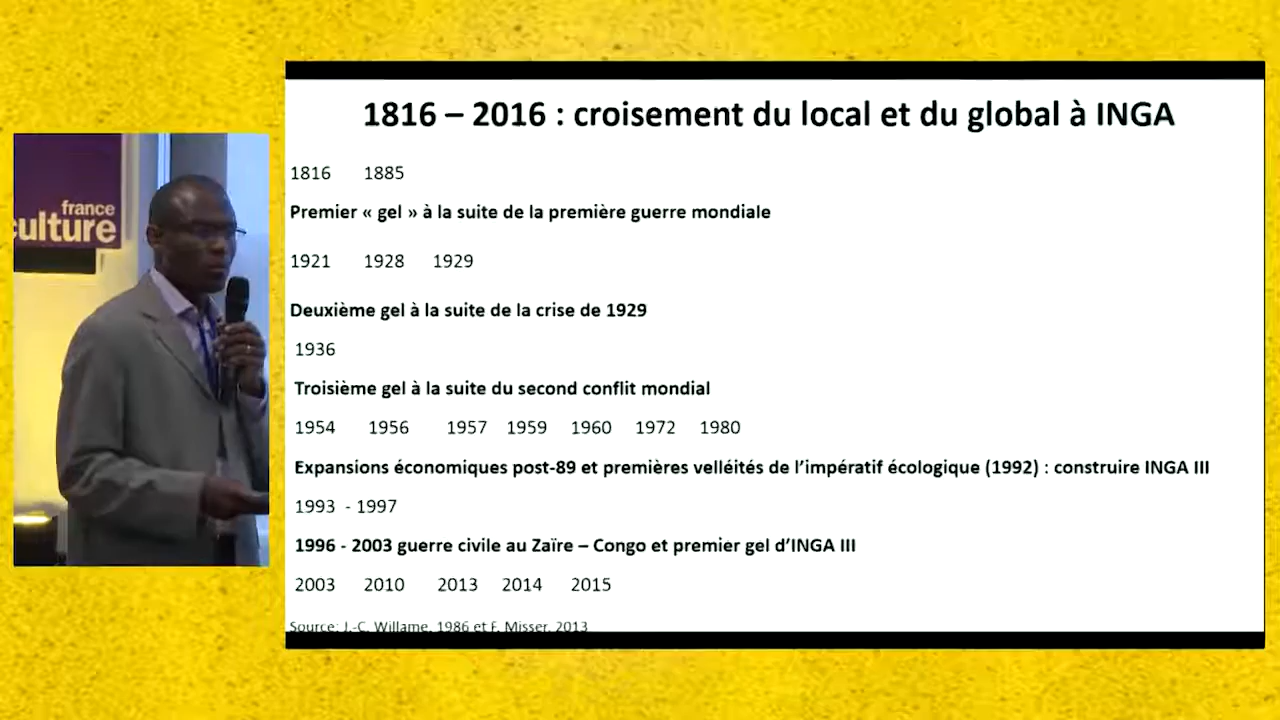 france
culture
1816 – 2016 : croisement du local et du global à INGA
1816 1885
Premier « gel » à la suite de la première guerre mondiale
1921 1928 1929
Deuxième gel à la suite de la crise de 1929
1936
Troisième gel à la suite du second conflit mondial
1954 1956 1957 1959 1960 1972 1980
Expansions économiques post-89 et premières velléités de l’impératif écologique (1992) : construire INGA III
1993 - 1997
1996 - 2003 guerre civile au Zaïre – Congo et premier gel d’INGA III
2003 2010 2013 2014 2015
Source: J.-C. Willame, 1986 et F. Misser, 2013